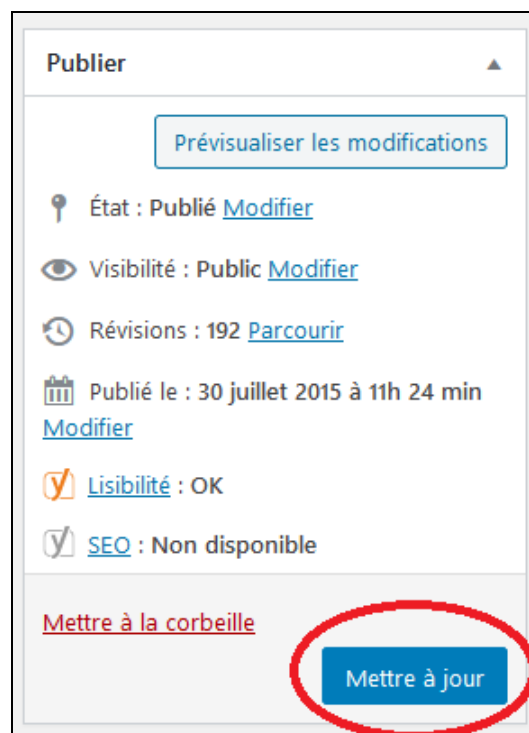 Publier
Prévisualiser les modifications
État : Publié Modifier
Visibilité : Public Modifier
Révisions : 192 Parcourir
Publié le : 30 juillet 2015 à 11h 24 min
Modifier
Lisibilité : OK
SEO : Non disponible
Mettre à la corbeille
Mettre à jour